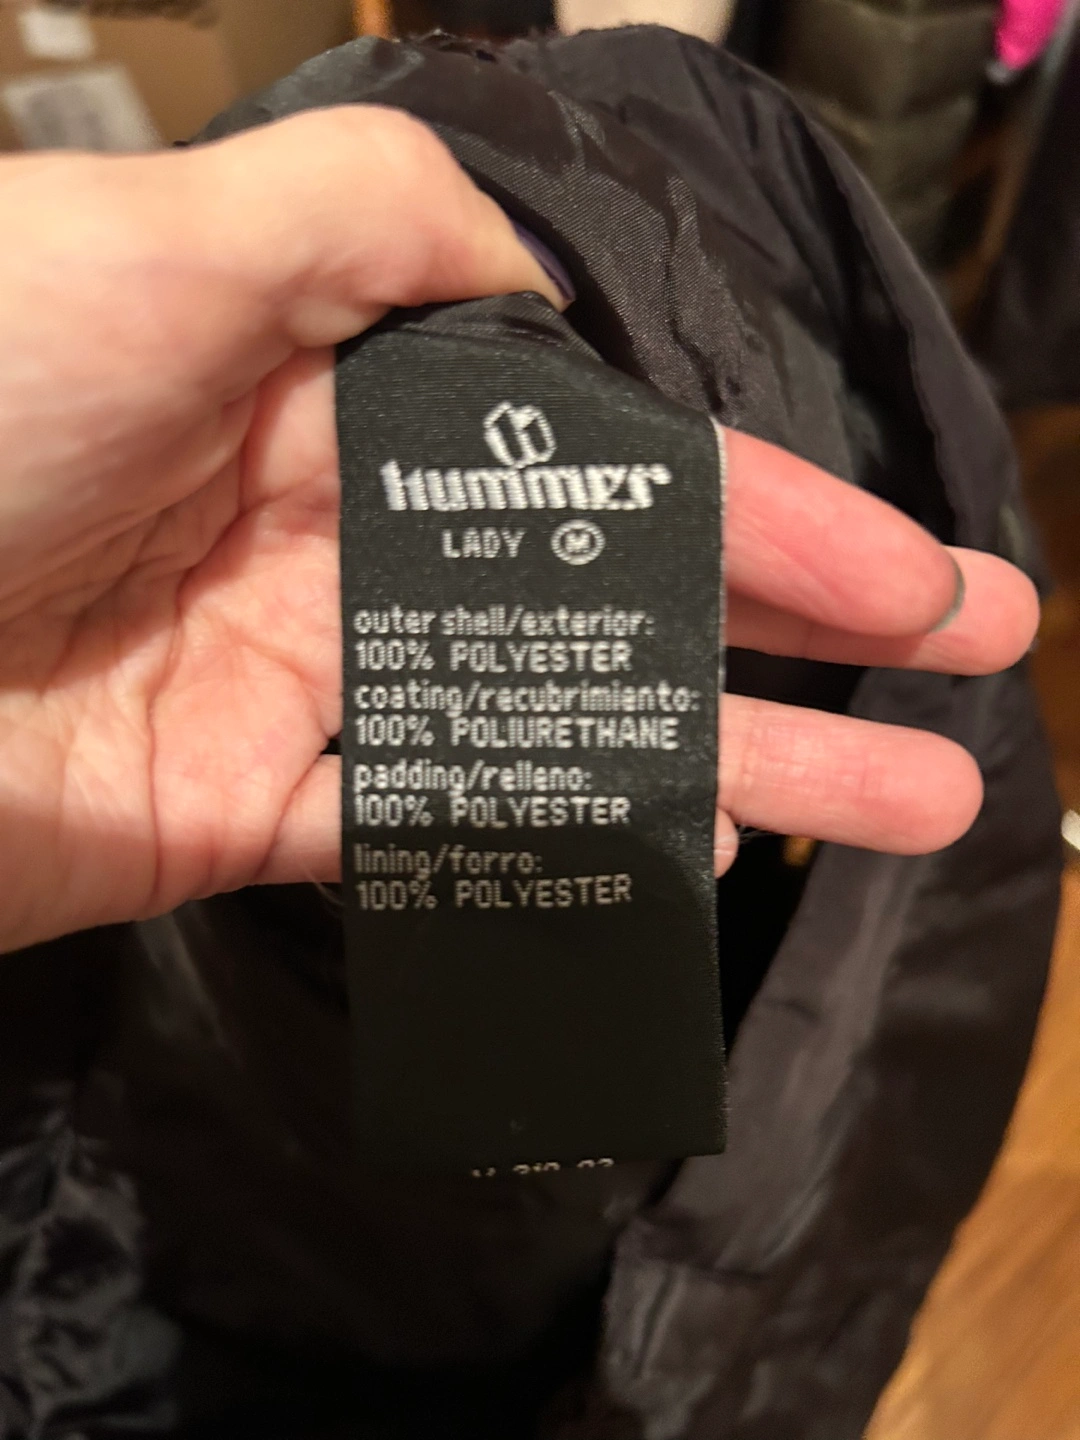 hummer
LADY M
outer shell/exterior:
100% POLYESTER
coating/recubrimiento:
100% POLIURETHANE
padding/relleno:
100% POLYESTER
lining/forro:
100% POLYESTER